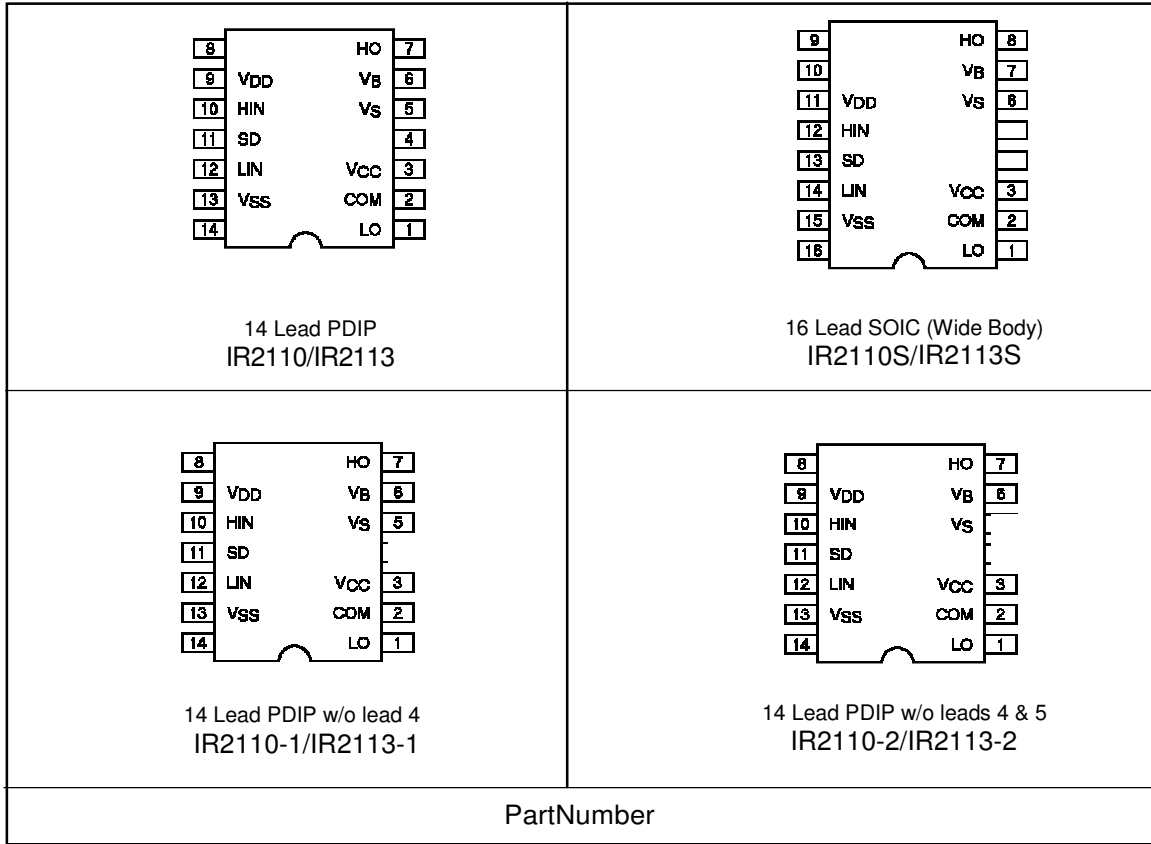 8 HO 7
9 VDD VB 6
10 HIN VS 5
11 SD 4
12 LIN VCC 3
13 VSS COM 2
14 LO 1
14 Lead PDIP
IR2110/IR2113
9 HO 8
10 VB 7
11 VDD VS 6
12 HIN
13 SD
14 LIN VCC 3
15 VSS COM 2
16 LO 1
16 Lead SOIC (Wide Body)
IR2110S/IR2113S
8 HO 7
9 VDD VB 6
10 HIN VS 5
11 SD
12 LIN VCC 3
13 VSS COM 2
14 LO 1
14 Lead PDIP w/o lead 4
IR2110-1/IR2113-1
8 HO 7
9 VDD VB 6
10 HIN VS
11 SD
12 LIN VCC 3
13 VSS COM 2
14 LO 1
14 Lead PDIP w/o leads 4 & 5
IR2110-2/IR2113-2
PartNumber